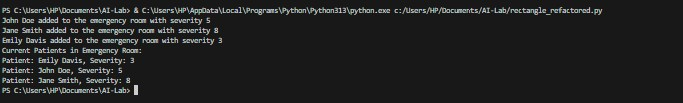 PS C:\Users\HP\Documents\AI-Lab> & C:\Users\HP\AppData\Local\Programs\Python\Python313\python.exe c:/Users/HP/Documents/AI-Lab/rectangle_refactored.py
John Doe added to the emergency room with severity 5
Jane Smith added to the emergency room with severity 8
Emily Davis added to the emergency room with severity 3
Current Patients in Emergency Room:
Patient: Emily Davis, Severity: 3
Patient: John Doe, Severity: 5
Patient: Jane Smith, Severity: 8
PS C:\Users\HP\Documents\AI-Lab>